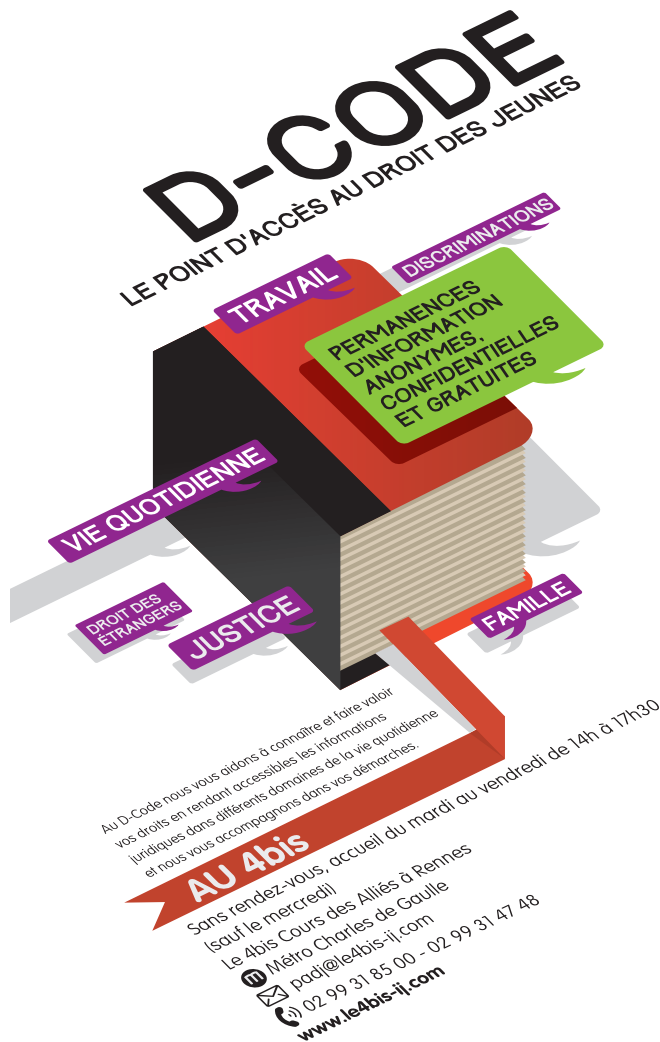 D-CODE
LE POINT D'ACCÈS AU DROIT DES JEUNES
DISCRIMINATIONS
TRAVAIL
PERMANENCES
D'INFORMATION
ANONYMES,
CONFIDENTIELLES
ET GRATUITES
VIE QUOTIDIENNE
DROIT DES
ÉTRANGERS
JUSTICE
FAMILLE
Au D-Code nous vous aidons à connaître et faire valoir
vos droits en rendant accessibles les informations
juridiques dans différents domaines de la vie quotidienne
et nous vous accompagnons dans vos démarches.
AU 4bis
Sans rendez-vous, accueil du mardi au vendredi de 14h à 17h30
(sauf le mercredi)
Le 4bis Cours des Alliés à Rennes
m Métro Charles de Gaulle
padj@le4bis-ij.com
02 99 31 85 00 - 02 99 31 47 48
www.le4bis-ij.com